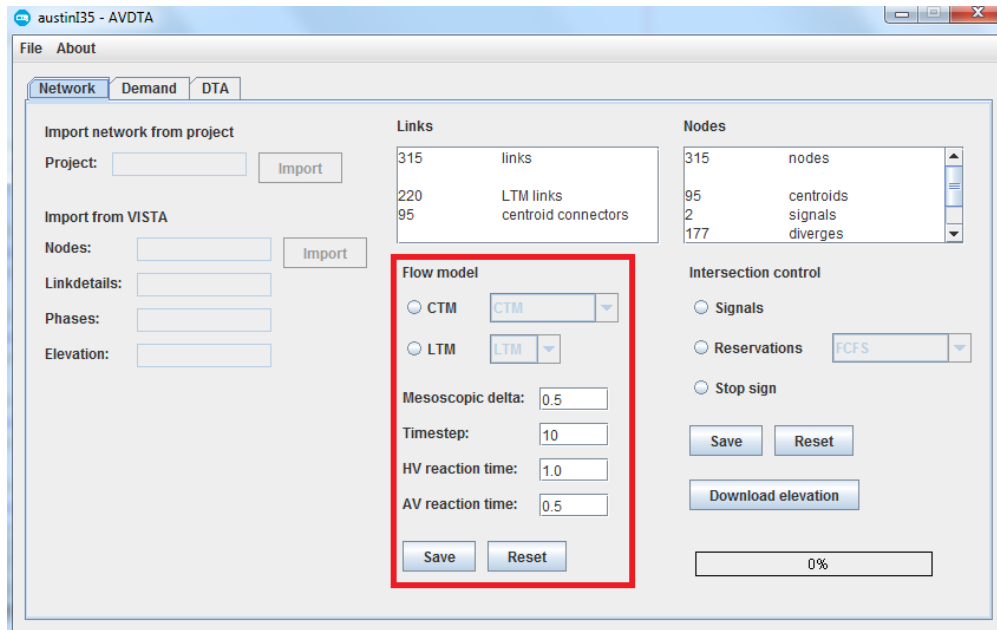 austinI35 - AVDTA
File About
Network Demand DTA
Import network from project
Project: Import
Import from VISTA
Nodes: Import
Linkdetails:
Phases:
Elevation:
Links
315 links
220 LTM links
95 centroid connectors
Flow model
CTM CTM
LTM LTM
Mesoscopic delta: 0.5
Timestep: 10
HV reaction time: 1.0
AV reaction time: 0.5
Save Reset
Nodes
315 nodes
95 centroids
2 signals
177 diverges
Intersection control
Signals
Reservations FCFS
Stop sign
Save Reset
Download elevation
0%